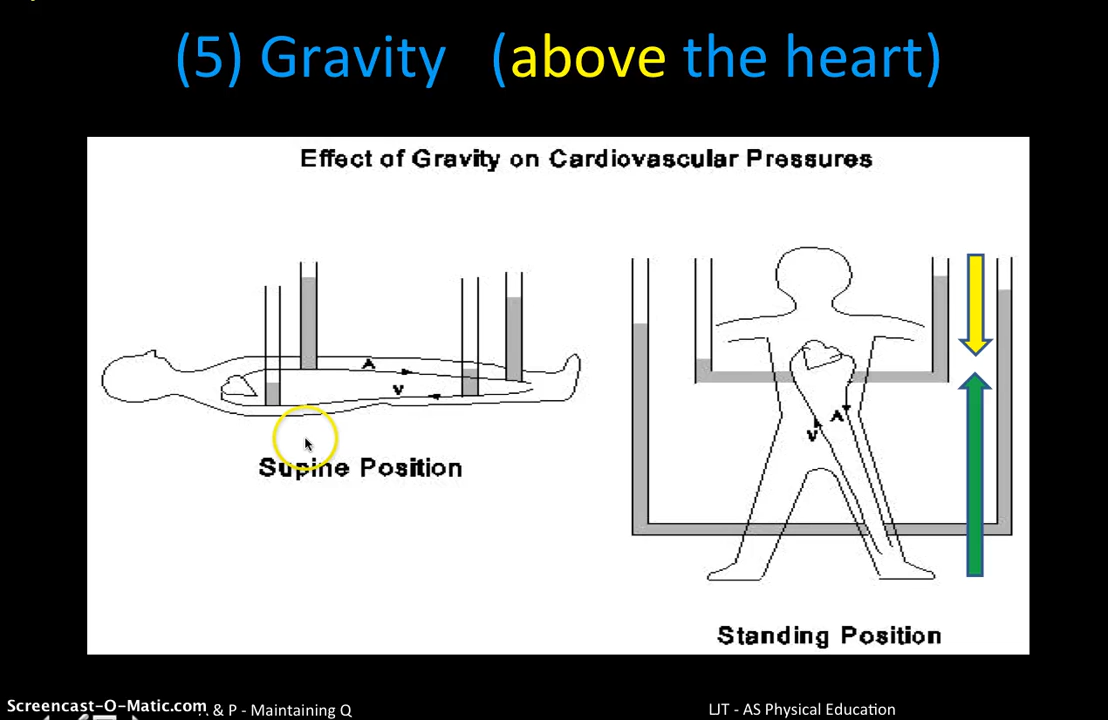 (5) Gravity (above the heart)
Effect of Gravity on Cardiovascular Pressures
A
V
A
V
Supine Position
Standing Position
Screencast-O-Matic.com
& P - Maintaining Q
LJT - AS Physical Education